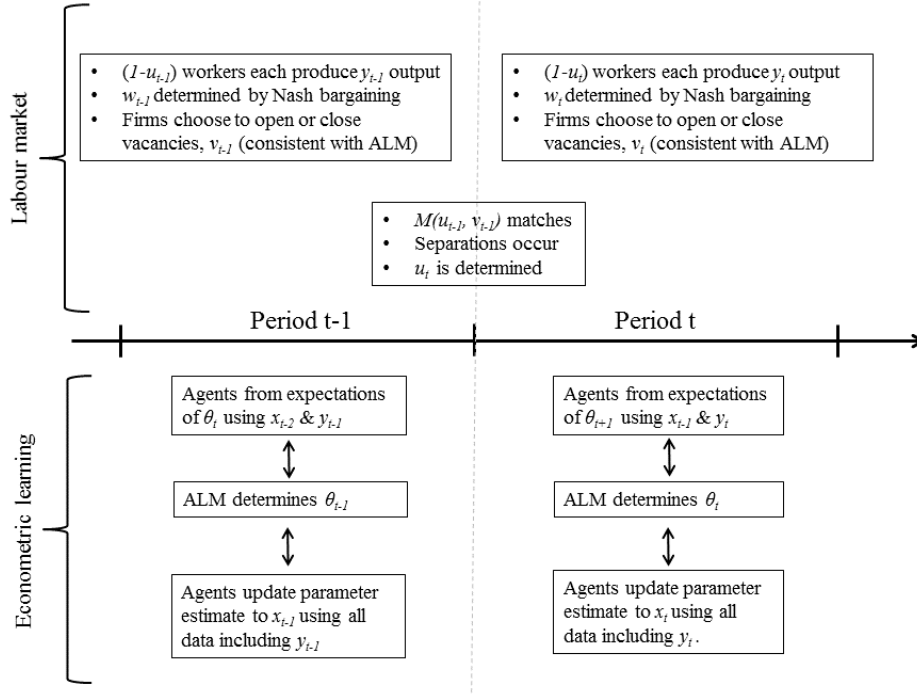 Labour market
• (1-u_{t-1}) workers each produce y_{t-1} output
• w_{t-1} determined by Nash bargaining
• Firms choose to open or close
vacancies, v_{t-1} (consistent with ALM)
• (1-u_t) workers each produce y_t output
• w_t determined by Nash bargaining
• Firms choose to open or close
vacancies, v_t (consistent with ALM)
• M(u_{t-1}, v_{t-1}) matches
• Separations occur
• u_t is determined
Period t-1
Period t
Econometric learning
Agents from expectations
of θ_t using x_{t-2} & y_{t-1}
ALM determines θ_{t-1}
Agents update parameter
estimate to x_{t-1} using all
data including y_{t-1}
Agents from expectations
of θ_{t+1} using x_{t-1} & y_t
ALM determines θ_t
Agents update parameter
estimate to x_t using all
data including y_t .